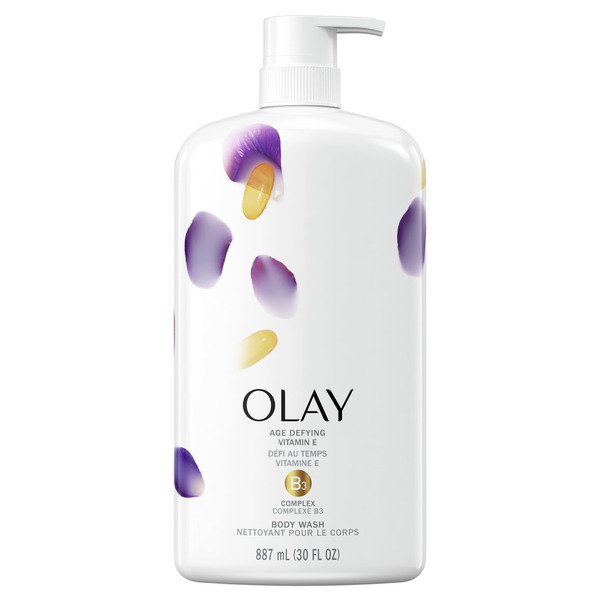 OLAY
AGE DEFYING
VITAMIN E
DÉFI AU TEMPS
VITAMINE E
B3
COMPLEX
COMPLEXE B3
BODY WASH
NETTOYANT POUR LE CORPS
887 mL (30 FL OZ)